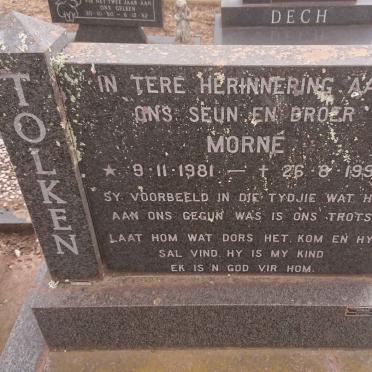 DECH
TOLKEN
IN TERE HERINNERING AA
ONS SEUN EN BROER
MORNÉ
★ 9·11·1981 — † 26·8·199
SY VOORBEELD IN DIE TYDJIE WAT H
AAN ONS GEGUN WAS IS ONS TROTS
LAAT HOM WAT DORS HET, KOM EN HY
SAL VIND. HY IS MY KIND
EK IS N GOD VIR HOM.